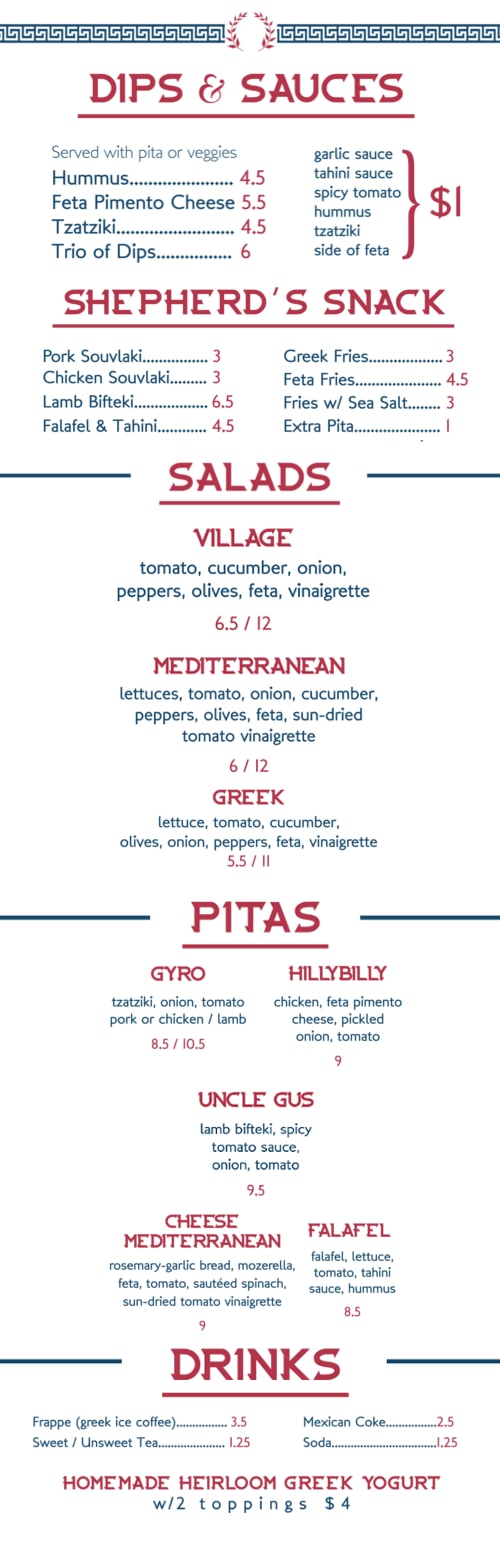 DIPS & SAUCES
Served with pita or veggies
Hummus...................... 4.5
Feta Pimento Cheese 5.5
Tzatziki......................... 4.5
Trio of Dips................ 6
garlic sauce
tahini sauce
spicy tomato
hummus
tzatziki
side of feta
$1
SHEPHERD'S SNACK
Pork Souvlaki................ 3
Chicken Souvlaki......... 3
Lamb Bifteki................. 6.5
Falafel & Tahini............ 4.5
Greek Fries.................. 3
Feta Fries..................... 4.5
Fries w/ Sea Salt........ 3
Extra Pita..................... 1
SALADS
VILLAGE
tomato, cucumber, onion,
peppers, olives, feta, vinaigrette
6.5 / 12
MEDITERRANEAN
lettuces, tomato, onion, cucumber,
peppers, olives, feta, sun-dried
tomato vinaigrette
6 / 12
GREEK
lettuce, tomato, cucumber,
olives, onion, peppers, feta, vinaigrette
5.5 / 11
PITAS
GYRO
tzatziki, onion, tomato
pork or chicken / lamb
8.5 / 10.5
HILLYBILLY
chicken, feta pimento
cheese, pickled
onion, tomato
9
UNCLE GUS
lamb bifteki, spicy
tomato sauce,
onion, tomato
9.5
CHEESE
MEDITERRANEAN
rosemary-garlic bread, mozerella,
feta, tomato, sautéed spinach,
sun-dried tomato vinaigrette
9
FALAFEL
falafel, lettuce,
tomato, tahini
sauce, hummus
8.5
DRINKS
Frappe (greek ice coffee)................ 3.5
Sweet / Unsweet Tea..................... 1.25
Mexican Coke................2.5
Soda.................................1.25
HOMEMADE HEIRLOOM GREEK YOGURT
w/2 toppings $4